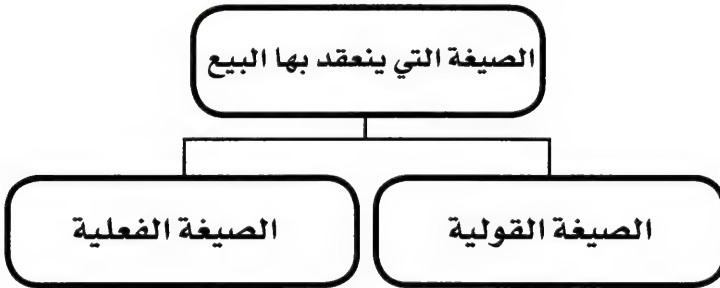 الصيغة التي ينعقد بها البيع
الصيغة القولية
الصيغة الفعلية